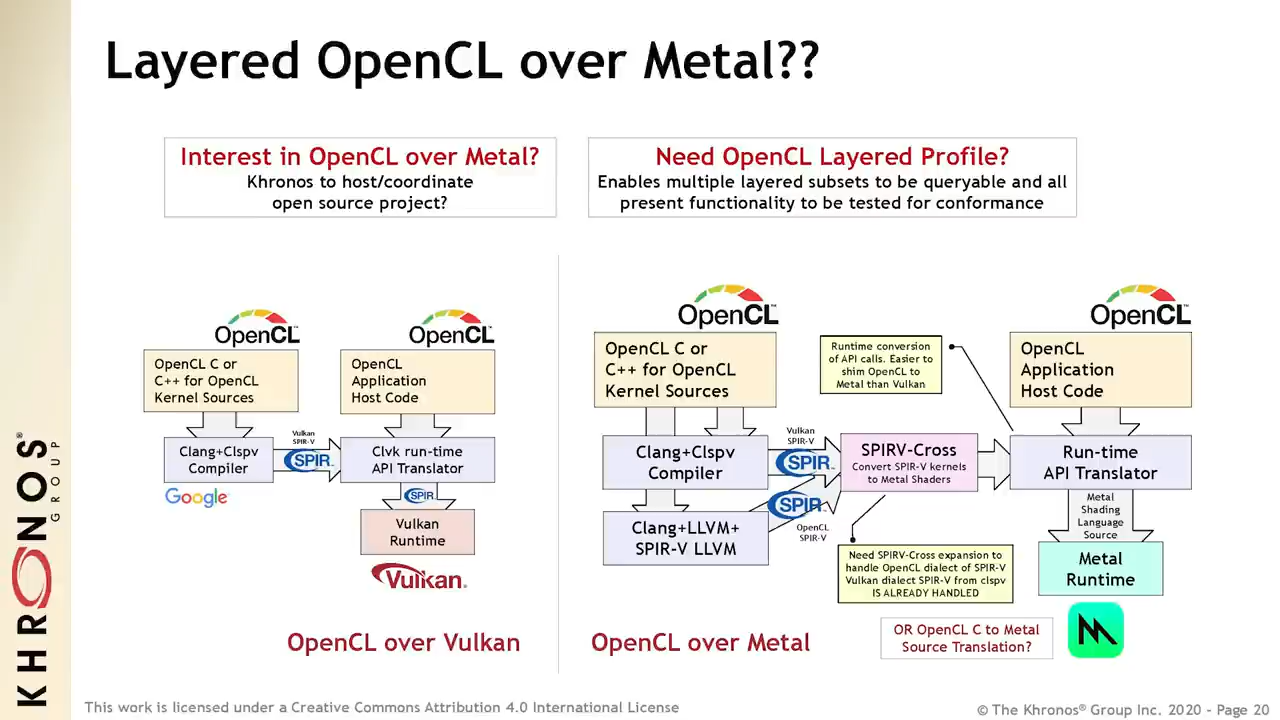 Layered OpenCL over Metal??
Interest in OpenCL over Metal?
Khronos to host/coordinate
open source project?
Need OpenCL Layered Profile?
Enables multiple layered subsets to be queryable and all
present functionality to be tested for conformance
OpenCL™
OpenCL C or
C++ for OpenCL
Kernel Sources
OpenCL™
OpenCL
Application
Host Code
Clang+Clspv
Compiler
Google
Vulkan
SPIR-V
SPIR
Clvk run-time
API Translator
SPIR
Vulkan
Runtime
Vulkan®
OpenCL over Vulkan
OpenCL™
OpenCL C or
C++ for OpenCL
Kernel Sources
Runtime conversion
of API calls. Easier to
shim OpenCL to
Metal than Vulkan
OpenCL™
OpenCL
Application
Host Code
Clang+Clspv
Compiler
Vulkan
SPIR-V
SPIR
SPIRV-Cross
Convert SPIR-V kernels
to Metal Shaders
Run-time
API Translator
Clang+LLVM+
SPIR-V LLVM
SPIR
OpenCL
SPIR-V
Metal
Shading
Language
Source
Need SPIRV-Cross expansion to
handle OpenCL dialect of SPIR-V
Vulkan dialect SPIR-V from clspv
IS ALREADY HANDLED
Metal
Runtime
OpenCL over Metal
OR OpenCL C to Metal
Source Translation?
KHRONOS®
GROUP
This work is licensed under a Creative Commons Attribution 4.0 International License
© The Khronos® Group Inc. 2020 - Page 20